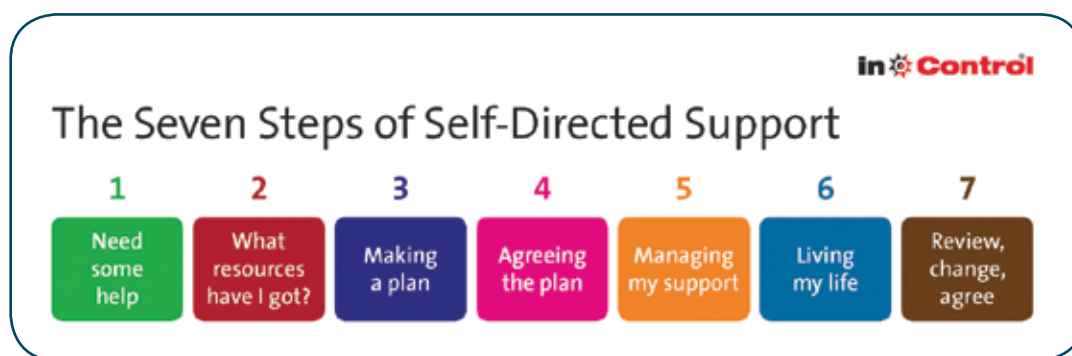 in Control
The Seven Steps of Self-Directed Support
1 2 3 4 5 6 7
Need
some
help
What
resources
have I got?
Making
a plan
Agreeing
the plan
Managing
my support
Living
my life
Review,
change,
agree